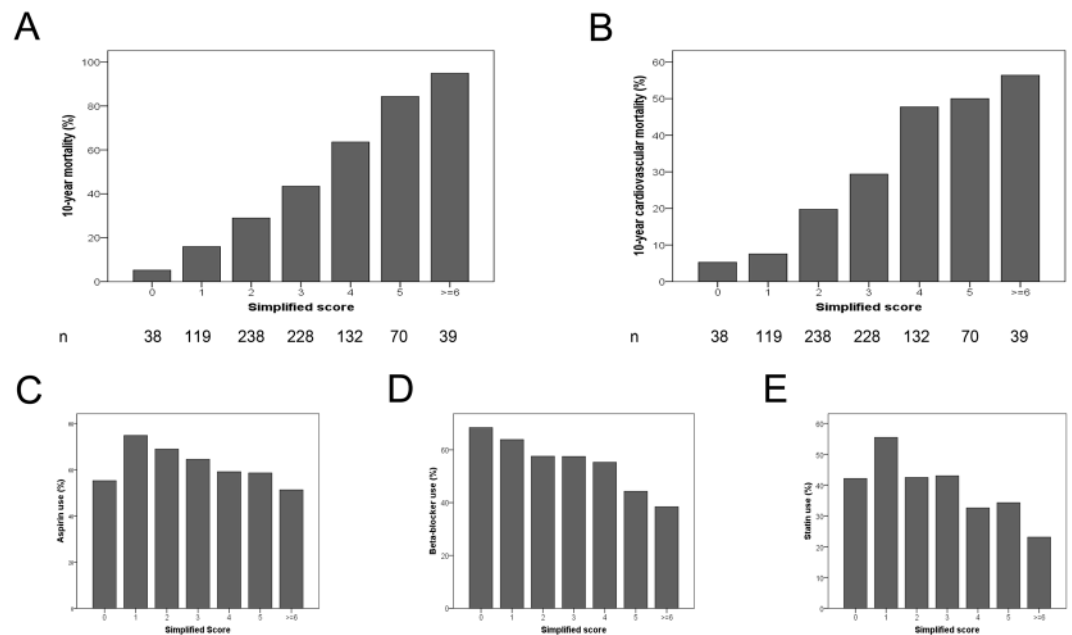 A
10-year mortality (%)
100
80
60
40
20
0
0 1 2 3 4 5 >=6
Simplified score
n 38 119 238 228 132 70 39
B
10-year cardiovascular mortality (%)
60
50
40
30
20
10
0
0 1 2 3 4 5 >=6
Simplified score
n 38 119 238 228 132 70 39
C
Aspirin use (%)
80
60
40
20
0
0 1 2 3 4 5 >=6
Simplified Score
D
Beta-blocker use (%)
60
40
20
0
0 1 2 3 4 5 >=6
Simplified score
E
Statin use (%)
60
50
40
30
20
10
0
0 1 2 3 4 5 >=6
Simplified score